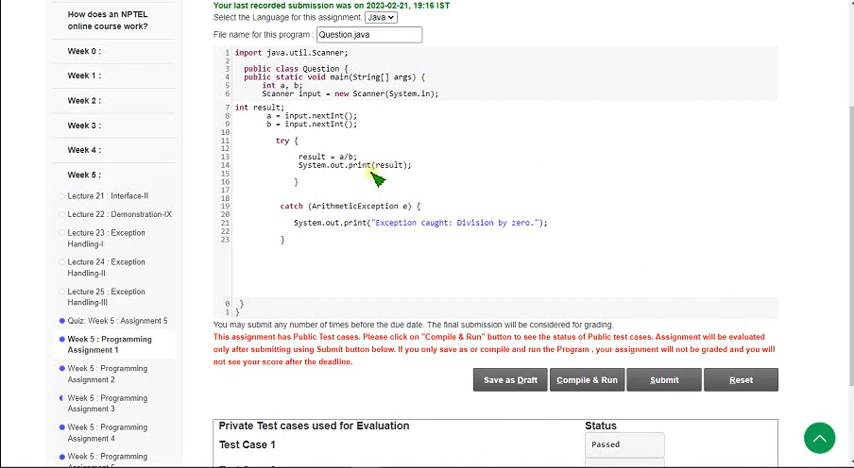 How does an NPTEL
online course work?
Week 0 :
Week 1 :
Week 2 :
Week 3 :
Week 4 :
Week 5 :
Lecture 21 : Interface-II
Lecture 22 : Demonstration-IX
Lecture 23 : Exception
Handling-I
Lecture 24 : Exception
Handling-II
Lecture 25 : Exception
Handling-III
Quiz: Week 5 : Assignment 5
Week 5 : Programming
Assignment 1
Week 5 : Programming
Assignment 2
Week 5 : Programming
Assignment 3
Week 5 : Programming
Assignment 4
Week 5 : Programming
Your last recorded submission was on 2023-02-21, 19:16 IST
Select the Language for this assignment. Java
File name for this program : Question.java
1 import java.util.Scanner;
2
3 public class Question {
4 public static void main(String[] args) {
5 int a, b;
6 Scanner input = new Scanner(System.in);
7 int result;
8 a = input.nextInt();
9 b = input.nextInt();
10
11 try {
12
13 result = a/b;
14 System.out.print(result);
15
16 }
17
18
19 catch (ArithmeticException e) {
20
21 System.out.print("Exception caught: Division by zero.");
22
23 }
0 }
1 }
You may submit any number of times before the due date. The final submission will be considered for grading.
This assignment has Public Test cases. Please click on "Compile & Run" button to see the status of Public test cases. Assignment will be evaluated
only after submitting using Submit button below. If you only save as or compile and run the Program , your assignment will not be graded and you will
not see your score after the deadline.
Save as Draft Compile & Run Submit Reset
Private Test cases used for Evaluation Status
Test Case 1 Passed